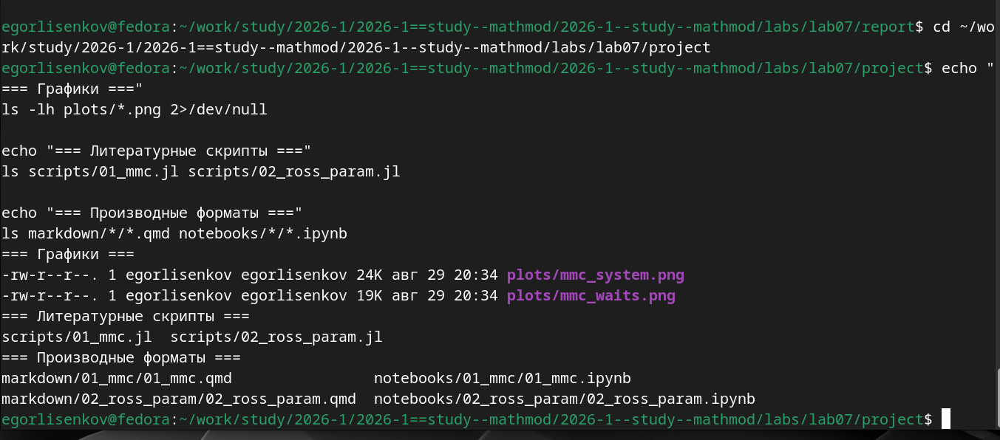 egorlisenkov@fedora:~/work/study/2026-1/2026-1==study--mathmod/2026-1--study--mathmod/labs/lab07/report$ cd ~/wo
rk/study/2026-1/2026-1==study--mathmod/2026-1--study--mathmod/labs/lab07/project
egorlisenkov@fedora:~/work/study/2026-1/2026-1==study--mathmod/2026-1--study--mathmod/labs/lab07/project$ echo "
=== Графики ==="
ls -lh plots/*.png 2>/dev/null
echo "=== Литературные скрипты ==="
ls scripts/01_mmc.jl scripts/02_ross_param.jl
echo "=== Производные форматы ==="
ls markdown/*/*.qmd notebooks/*/*.ipynb
=== Графики ===
-rw-r--r--. 1 egorlisenkov egorlisenkov 24K авг 29 20:34 plots/mmc_system.png
-rw-r--r--. 1 egorlisenkov egorlisenkov 19K авг 29 20:34 plots/mmc_waits.png
=== Литературные скрипты ===
scripts/01_mmc.jl  scripts/02_ross_param.jl
=== Производные форматы ===
markdown/01_mmc/01_mmc.qmd                notebooks/01_mmc/01_mmc.ipynb
markdown/02_ross_param/02_ross_param.qmd  notebooks/02_ross_param/02_ross_param.ipynb
egorlisenkov@fedora:~/work/study/2026-1/2026-1==study--mathmod/2026-1--study--mathmod/labs/lab07/project$